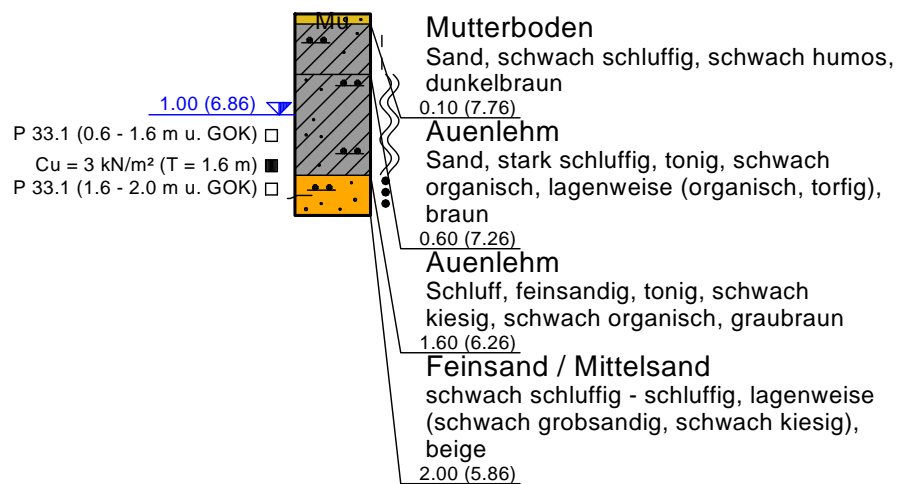 Mu
1.00 (6.86)
P 33.1 (0.6 - 1.6 m u. GOK)
Cu = 3 kN/m² (T = 1.6 m)
P 33.1 (1.6 - 2.0 m u. GOK)
Mutterboden
Sand, schwach schluffig, schwach humos,
dunkelbraun
0.10 (7.76)
Auenlehm
Sand, stark schluffig, tonig, schwach
organisch, lagenweise (organisch, torfig),
braun
0.60 (7.26)
Auenlehm
Schluff, feinsandig, tonig, schwach
kiesig, schwach organisch, graubraun
1.60 (6.26)
Feinsand / Mittelsand
schwach schluffig - schluffig, lagenweise
(schwach grobsandig, schwach kiesig),
beige
2.00 (5.86)